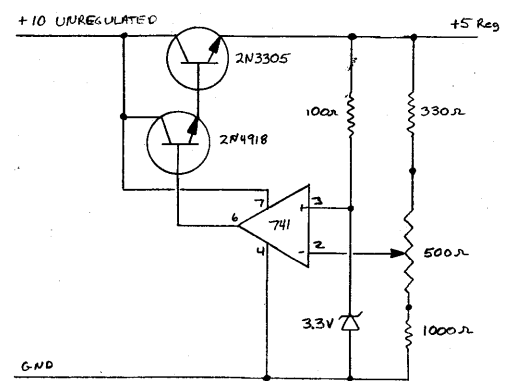 +10 UNREGULATED
+5 Reg
2N3305
100Ω
330Ω
2N4918
7
3
+
6
741
2
-
4
500Ω
3.3V
1000Ω
GND